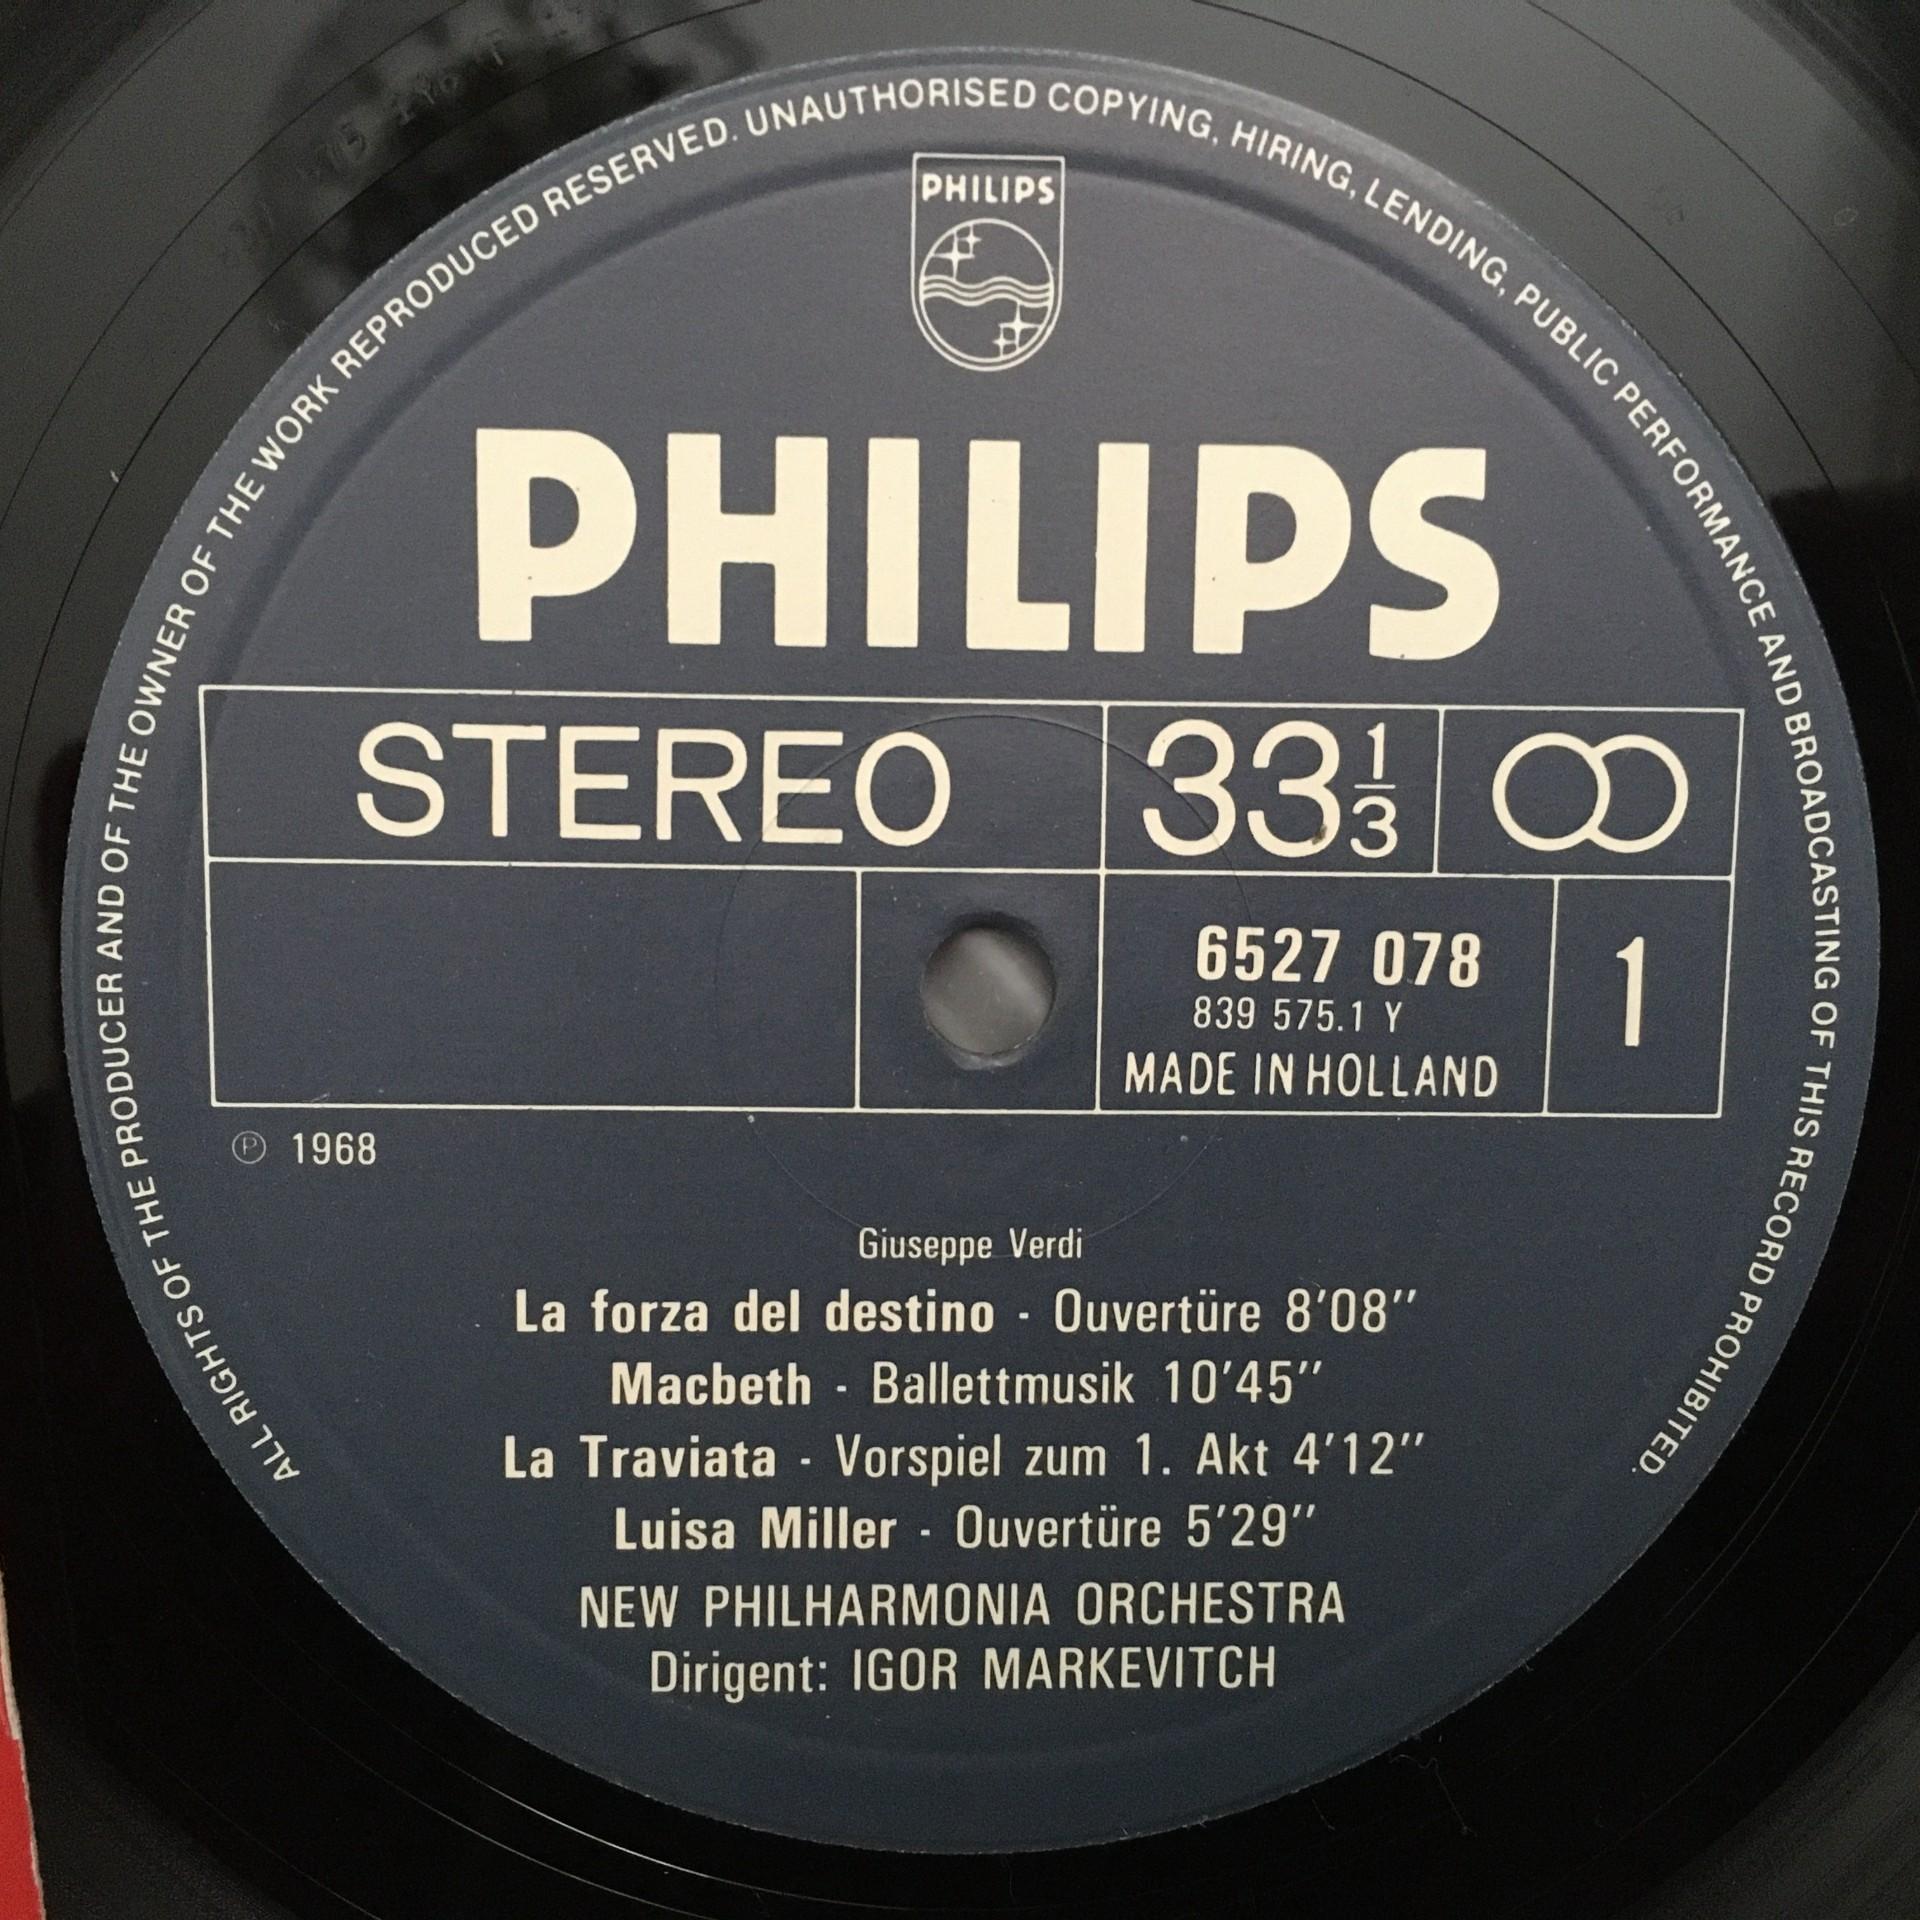 ALL RIGHTS OF THE PRODUCER AND OF THE OWNER OF THE WORK REPRODUCED RESERVED. UNAUTHORISED COPYING, HIRING, LENDING, PUBLIC PERFORMANCE AND BROADCASTING OF THIS RECORD PROHIBITED.
PHILIPS
PHILIPS
STEREO 33 1/3
6527 078
839 575.1 Y
MADE IN HOLLAND
1
℗ 1968
Giuseppe Verdi
La forza del destino - Ouvertüre 8'08''
Macbeth - Ballettmusik 10'45''
La Traviata - Vorspiel zum 1. Akt 4'12''
Luisa Miller - Ouvertüre 5'29''
NEW PHILHARMONIA ORCHESTRA
Dirigent: IGOR MARKEVITCH